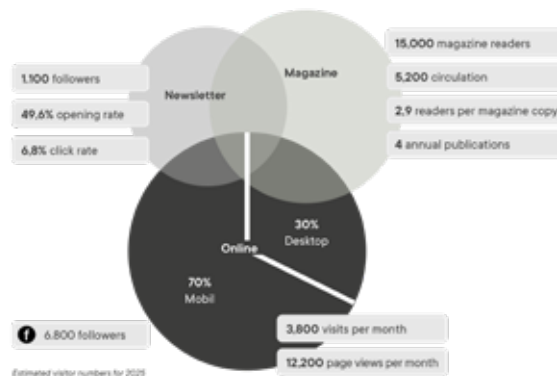 15,000 magazine readers
Magazine
1,100 followers
5,200 circulation
Newsletter
49,6% opening rate
2,9 readers per magazine copy
6,8% click rate
4 annual publications
30%
Desktop
Online
70%
Mobil
6.800 followers
3,800 visits per month
12,200 page views per month
Estimated visitor numbers for 2025